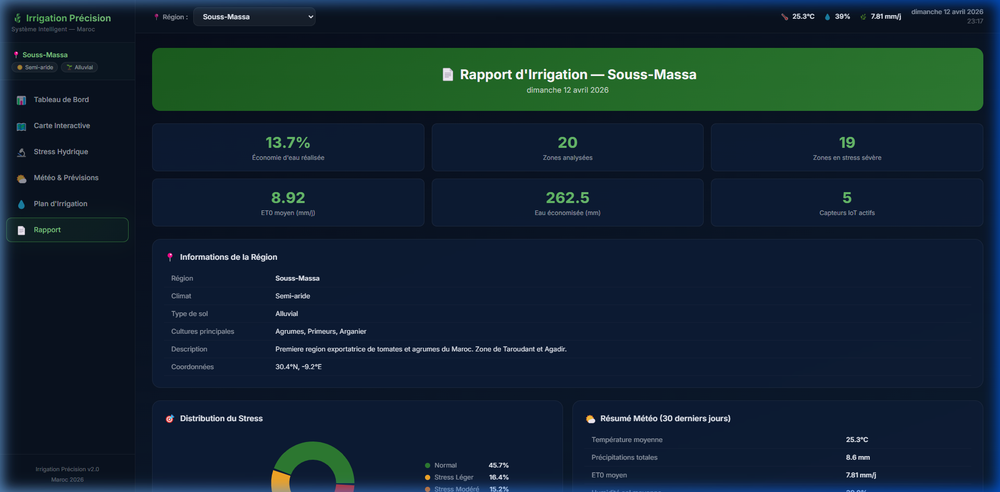 Irrigation Précision
Système Intelligent — Maroc
Souss-Massa
Semi-aride
Alluvial
Tableau de Bord
Carte Interactive
Stress Hydrique
Météo & Prévisions
Plan d'Irrigation
Rapport
Irrigation Précision v2.0
Maroc 2026
Région :
Souss-Massa
25.3°C
39%
7.81 mm/j
dimanche 12 avril 2026
23:17
Rapport d'Irrigation — Souss-Massa
dimanche 12 avril 2026
13.7%
Économie d'eau réalisée
20
Zones analysées
19
Zones en stress sévère
8.92
ET0 moyen (mm/j)
262.5
Eau économisée (mm)
5
Capteurs IoT actifs
Informations de la Région
Région Souss-Massa
Climat Semi-aride
Type de sol Alluvial
Cultures principales Agrumes, Primeurs, Arganier
Description Premiere region exportatrice de tomates et agrumes du Maroc. Zone de Taroudant et Agadir.
Coordonnées 30.4°N, -9.2°E
Distribution du Stress
Normal 45.7%
Stress Léger 16.4%
Stress Modéré 15.2%
Résumé Météo (30 derniers jours)
Température moyenne 25.3°C
Précipitations totales 8.6 mm
ET0 moyen 7.81 mm/j